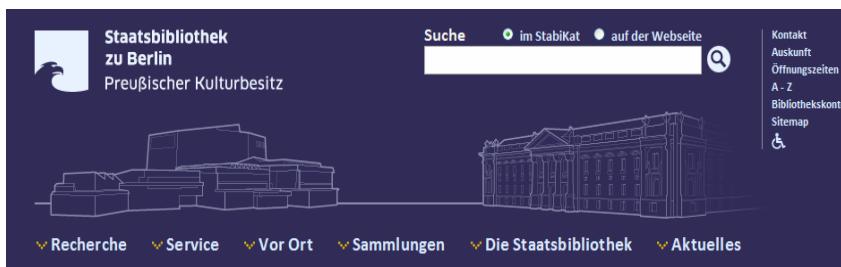 Staatsbibliothek
zu Berlin
Preußischer Kulturbesitz
Suche im StabiKat auf der Webseite
Kontakt
Auskunft
Öffnungszeiten
A - Z
Bibliothekskont
Sitemap
Recherche Service Vor Ort Sammlungen Die Staatsbibliothek Aktuelles